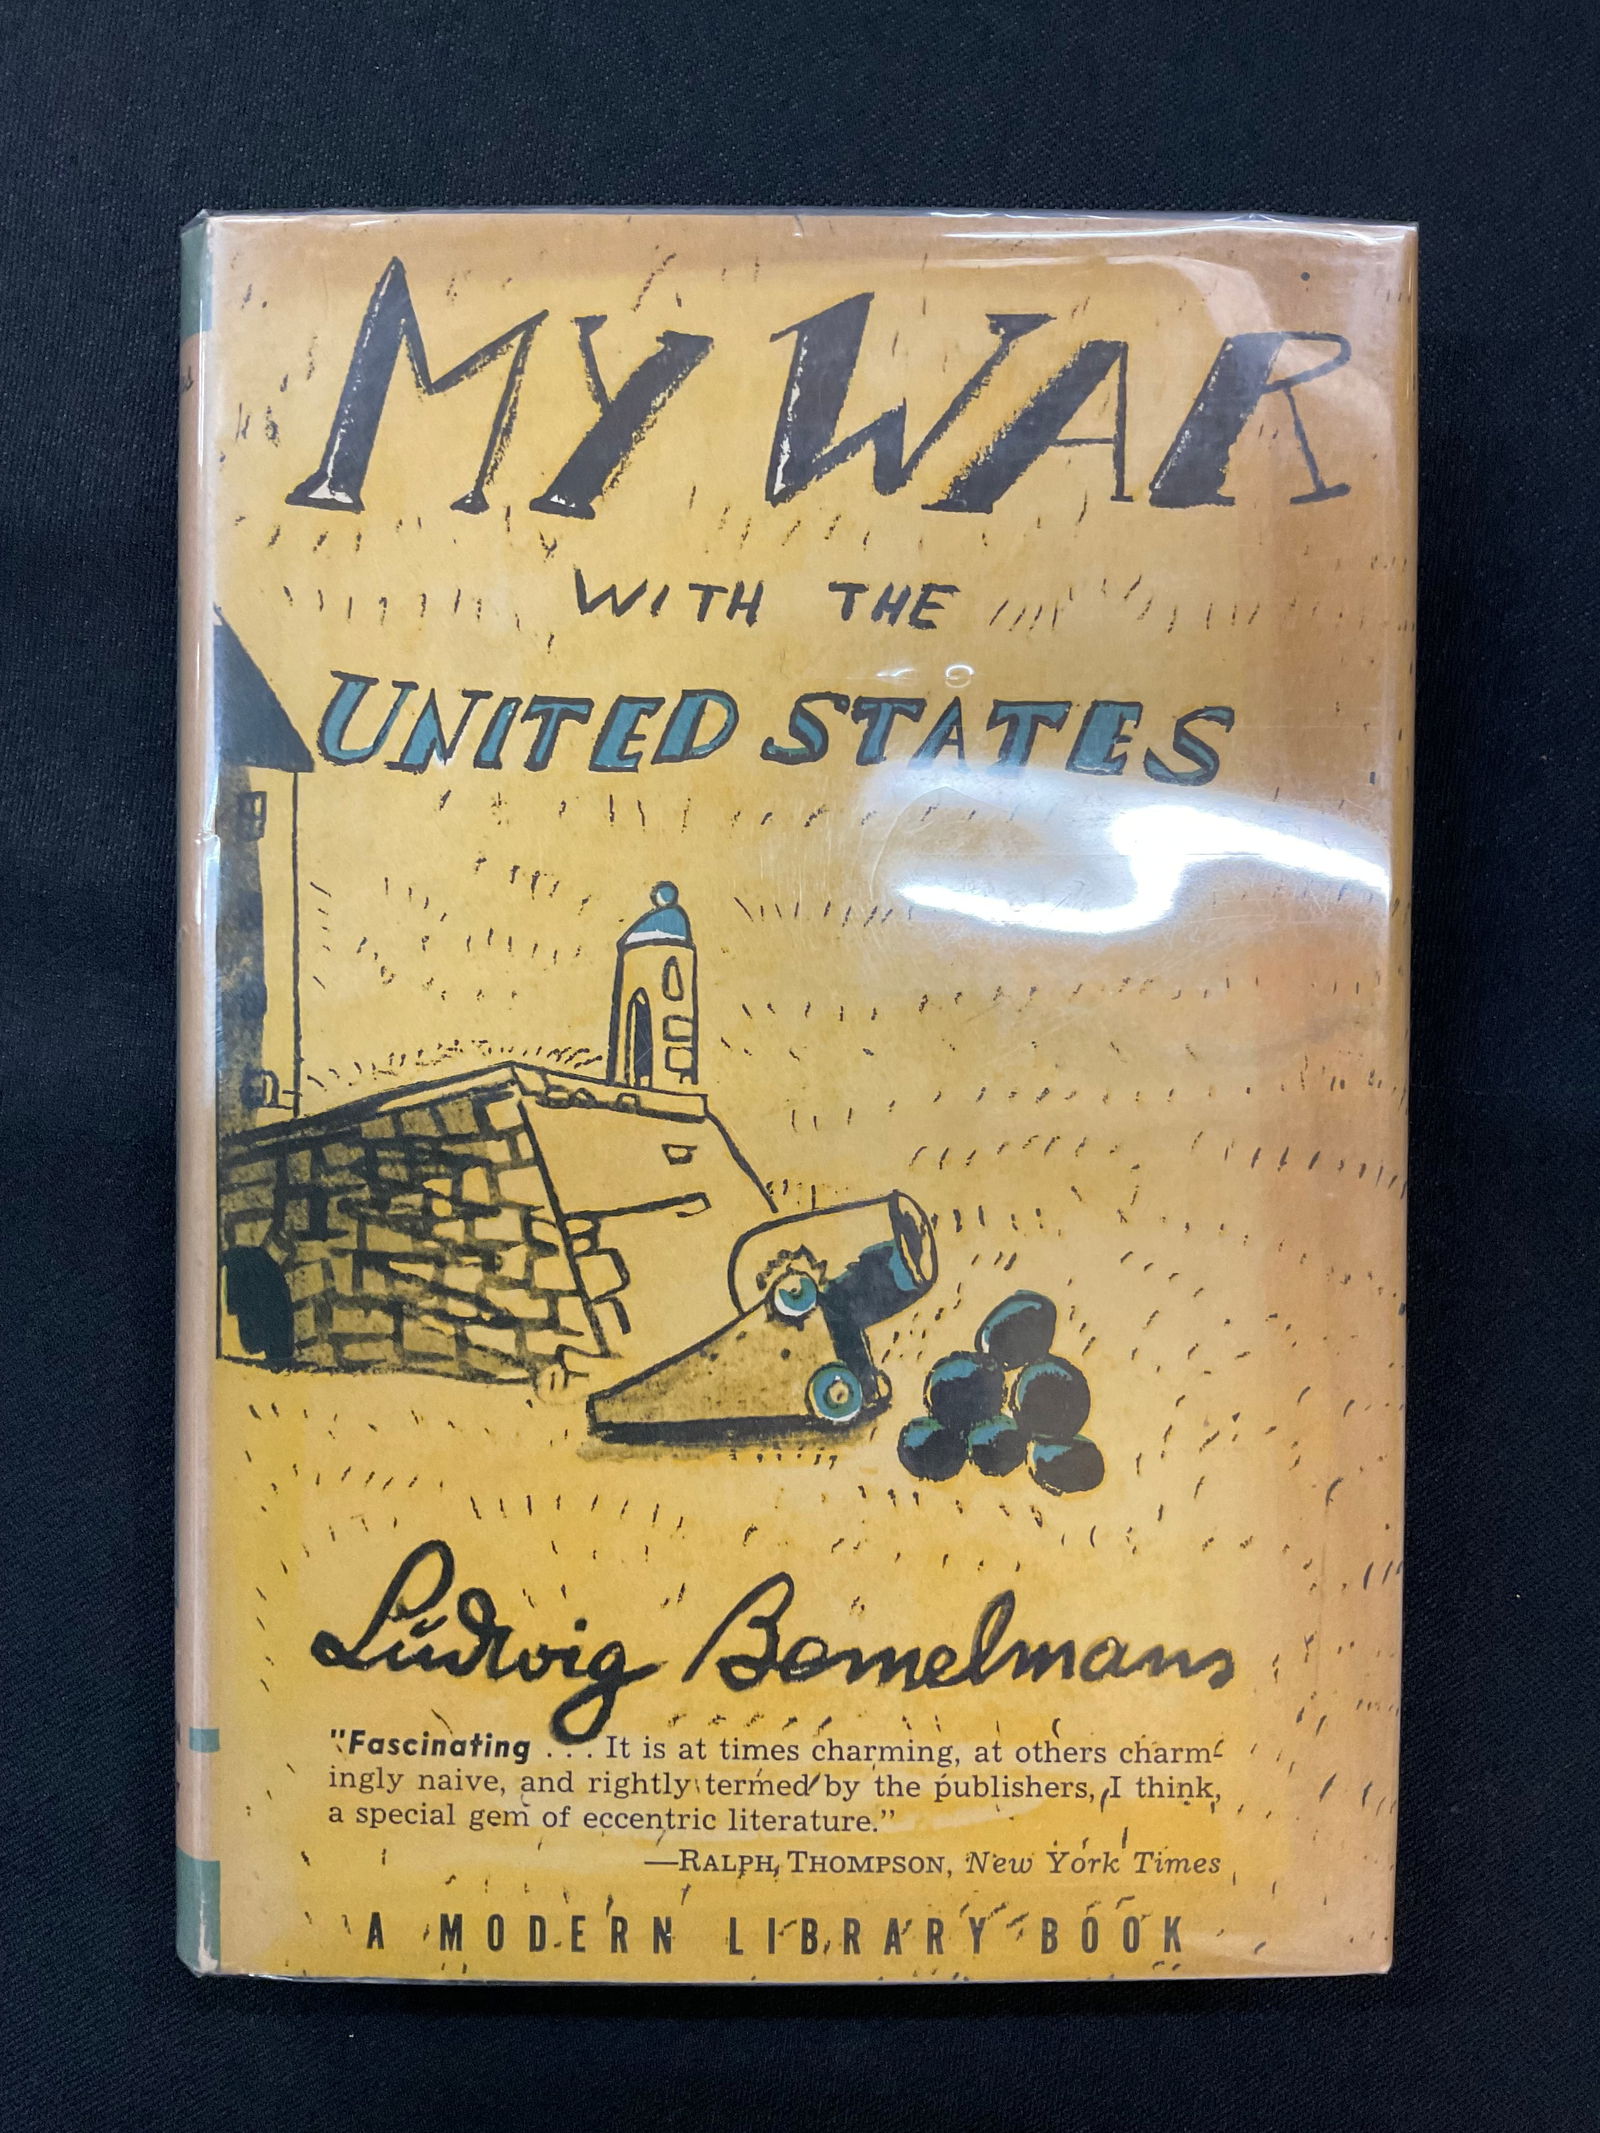 MY WAR
WITH THE
UNITED STATES
Ludwig Bemelmans
"Fascinating . . . It is at times charming, at others charm-
ingly naive, and rightly termed by the publishers, I think,
a special gem of eccentric literature.”
—RALPH THOMPSON, New York Times
A MODERN LIBRARY BOOK